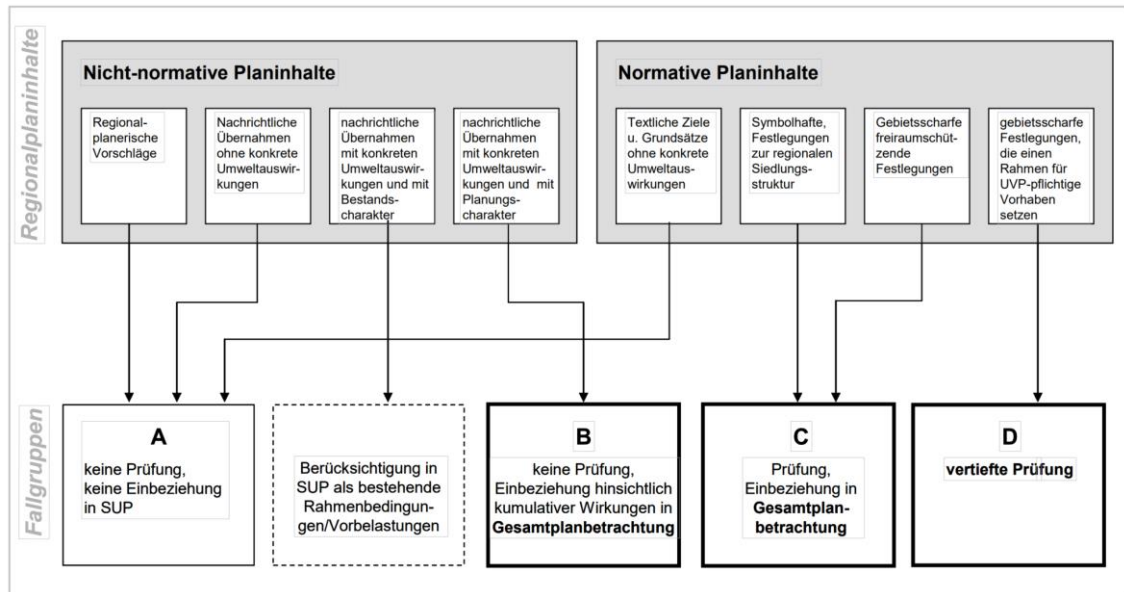 Regionalplaninhalte
Nicht-normative Planinhalte
Regional-
planerische
Vorschläge
Nachrichtliche
Übernahmen
ohne konkrete
Umweltauswir-
kungen
nachrichtliche
Übernahmen
mit konkreten
Umweltauswir-
kungen und mit
Bestands-
charakter
nachrichtliche
Übernahmen
mit konkreten
Umweltauswir-
kungen und mit
Planungs-
charakter
Normative Planinhalte
Textliche Ziele
u. Grundsätze
ohne konkrete
Umweltaus-
wirkungen
Symbolhafte,
Festlegungen
zur regionalen
Siedlungs-
struktur
Gebietsscharfe
freiraumschüt-
zende
Festlegungen
gebietsscharfe
Festlegungen,
die einen
Rahmen für
UVP-pflichtige
Vorhaben
setzen
Fallgruppen
A
keine Prüfung,
keine Einbeziehung
in SUP
Berücksichtigung in
SUP als bestehende
Rahmenbedingun-
gen/Vorbelastungen
B
keine Prüfung,
Einbeziehung hinsichtlich
kumulativer Wirkungen in
Gesamtplanbetrachtung
C
Prüfung,
Einbeziehung in
Gesamtplan-
betrachtung
D
vertiefte Prüfung